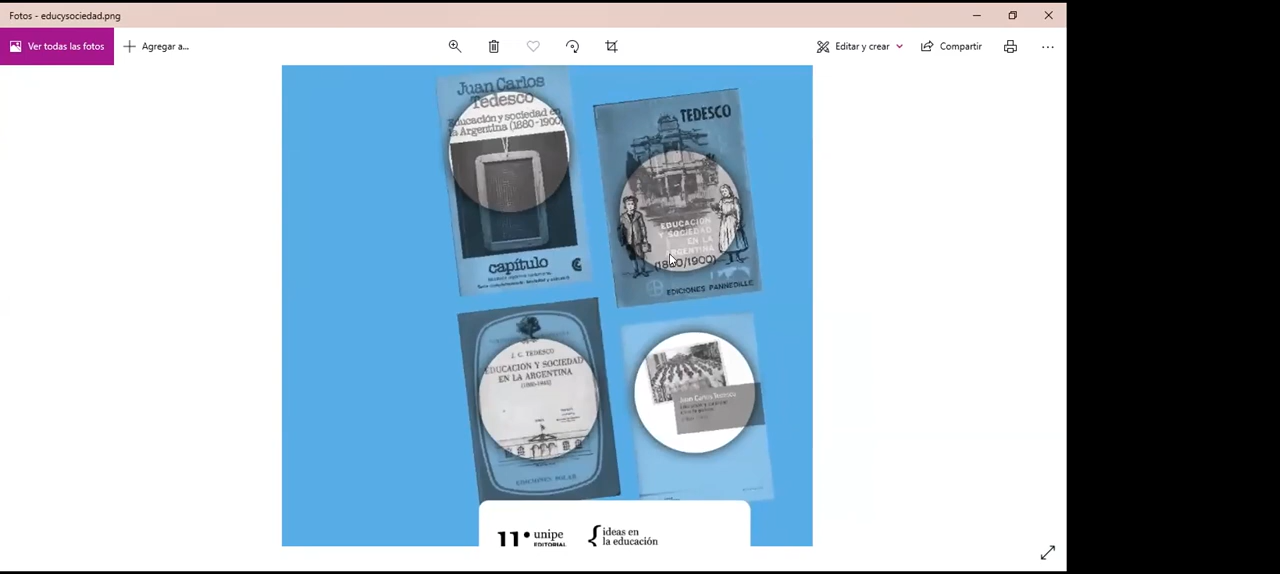 Fotos - educysociedad.png
Ver todas las fotos
Agregar a...
Editar y crear
Compartir
Juan Carlos
Tedesco
Educación y sociedad en
la Argentina (1880-1900)
capítulo
TEDESCO
EDUCACION
Y SOCIEDAD
EN LA
ARGENTINA
(1880/1900)
EDICIONES PANNEDILLE
J. C. TEDESCO
EDUCACION Y SOCIEDAD
EN LA ARGENTINA
EDICIONES SOLAR
Juan Carlos Tedesco
unipe
EDITORIAL
ideas en
la educación